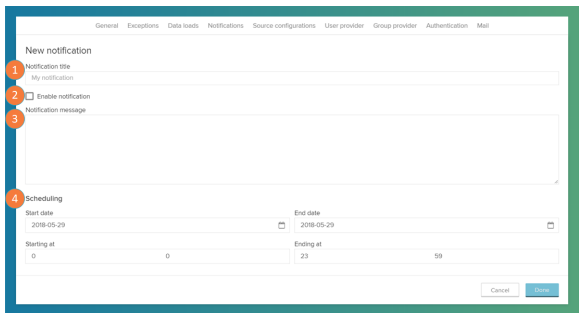 General Exceptions Data loads Notifications Source configurations User provider Group provider Authentication Mail
New notification
Notification title
1
My notification
2 Enable notification
Notification message
3
4 Scheduling
Start date End date
2018-05-29 2018-05-29
Starting at Ending at
0 0 23 59
Cancel Done